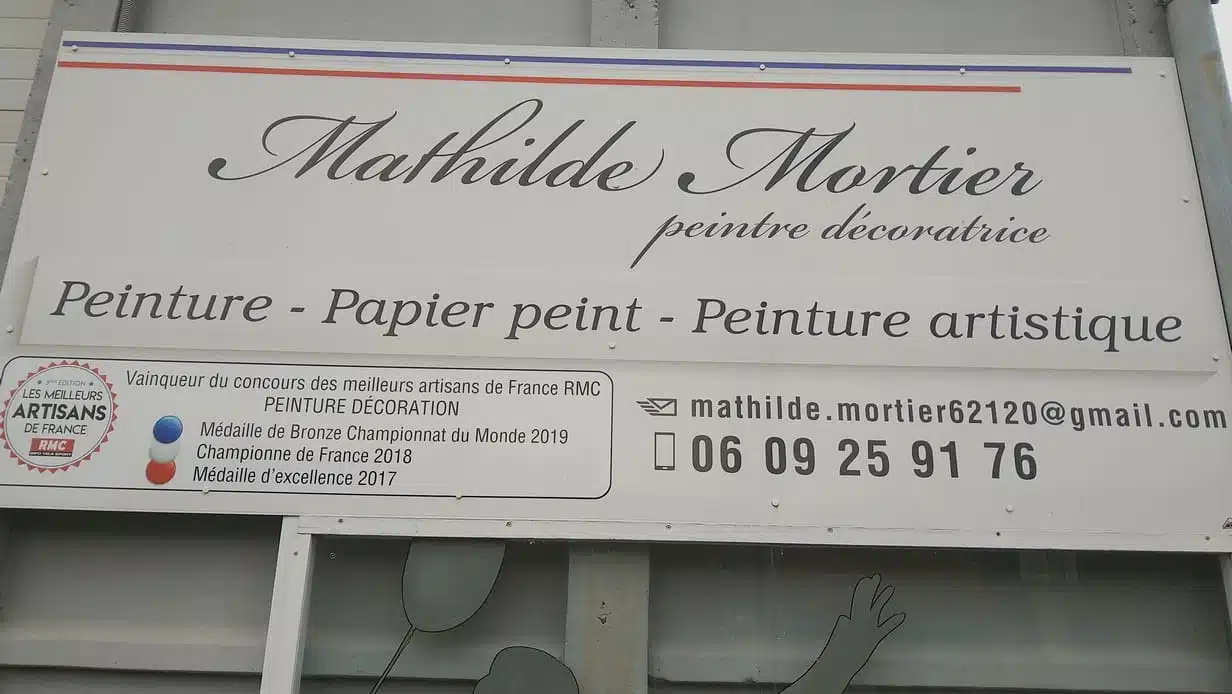 Mathilde Mortier
peintre décoratrice
Peinture - Papier peint - Peinture artistique
LES MEILLEURS
ARTISANS
DE FRANCE
RMC
Vainqueur du concours des meilleurs artisans de France RMC
PEINTURE DÉCORATION
Médaille de Bronze Championnat du Monde 2019
Championne de France 2018
Médaille d'excellence 2017
mathilde.mortier62120@gmail.com
06 09 25 91 76